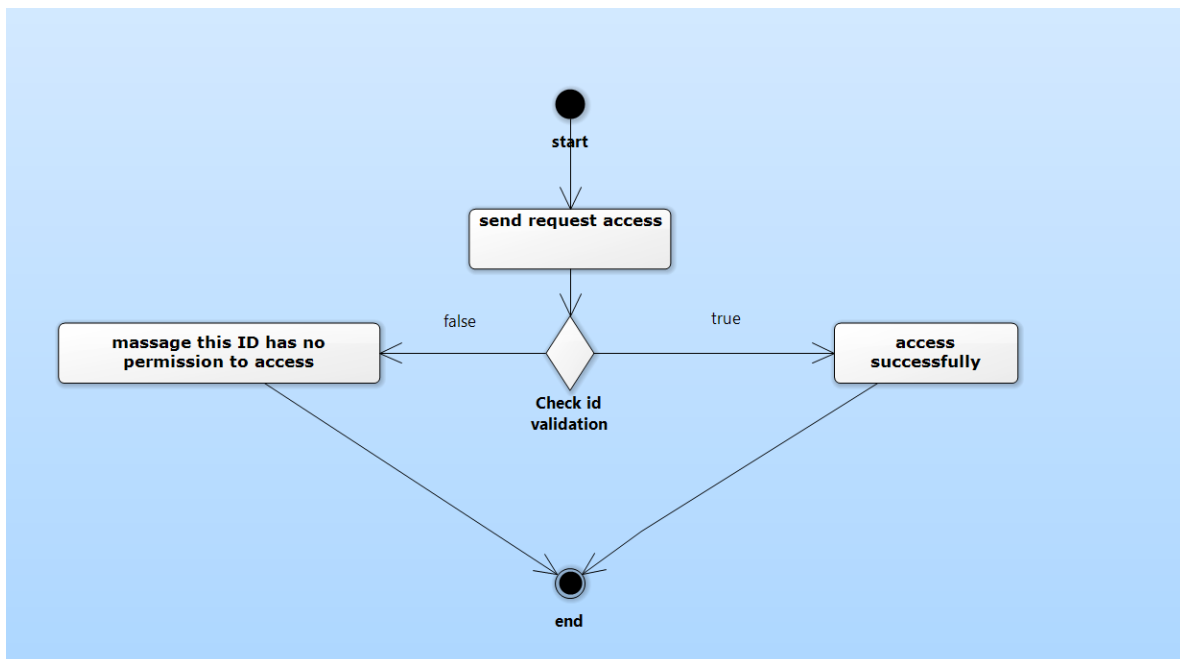 start
send request access
false
true
massage this ID has no
permission to access
access
successfully
Check id
validation
end